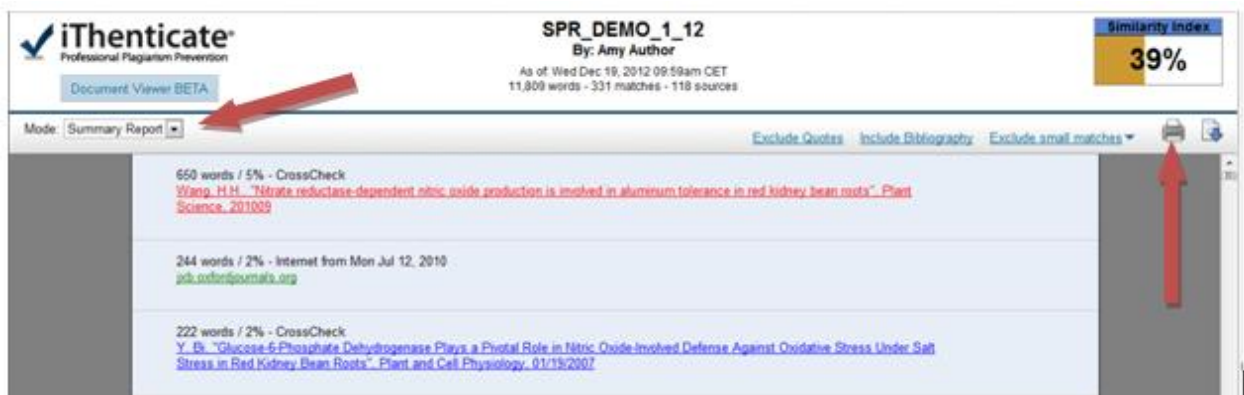 iThenticate®
Professional Plagiarism Prevention
Document Viewer BETA
SPR_DEMO_1_12
By: Amy Author
As of: Wed Dec 19, 2012 09:59am CET
11,809 words - 331 matches - 118 sources
Similarity Index
39%
Mode: Summary Report
Exclude Quotes Include Bibliography Exclude small matches
650 words / 5% - CrossCheck
Wang, H.H.. "Nitrate reductase-dependent nitric oxide production is involved in aluminum tolerance in red kidney bean roots", Plant
Science, 201009
244 words / 2% - Internet from Mon Jul 12, 2010
jxb.oxfordjournals.org
222 words / 2% - CrossCheck
Y. Bi. "Glucose-6-Phosphate Dehydrogenase Plays a Pivotal Role in Nitric Oxide-Involved Defense Against Oxidative Stress Under Salt
Stress in Red Kidney Bean Roots", Plant and Cell Physiology, 01/19/2007